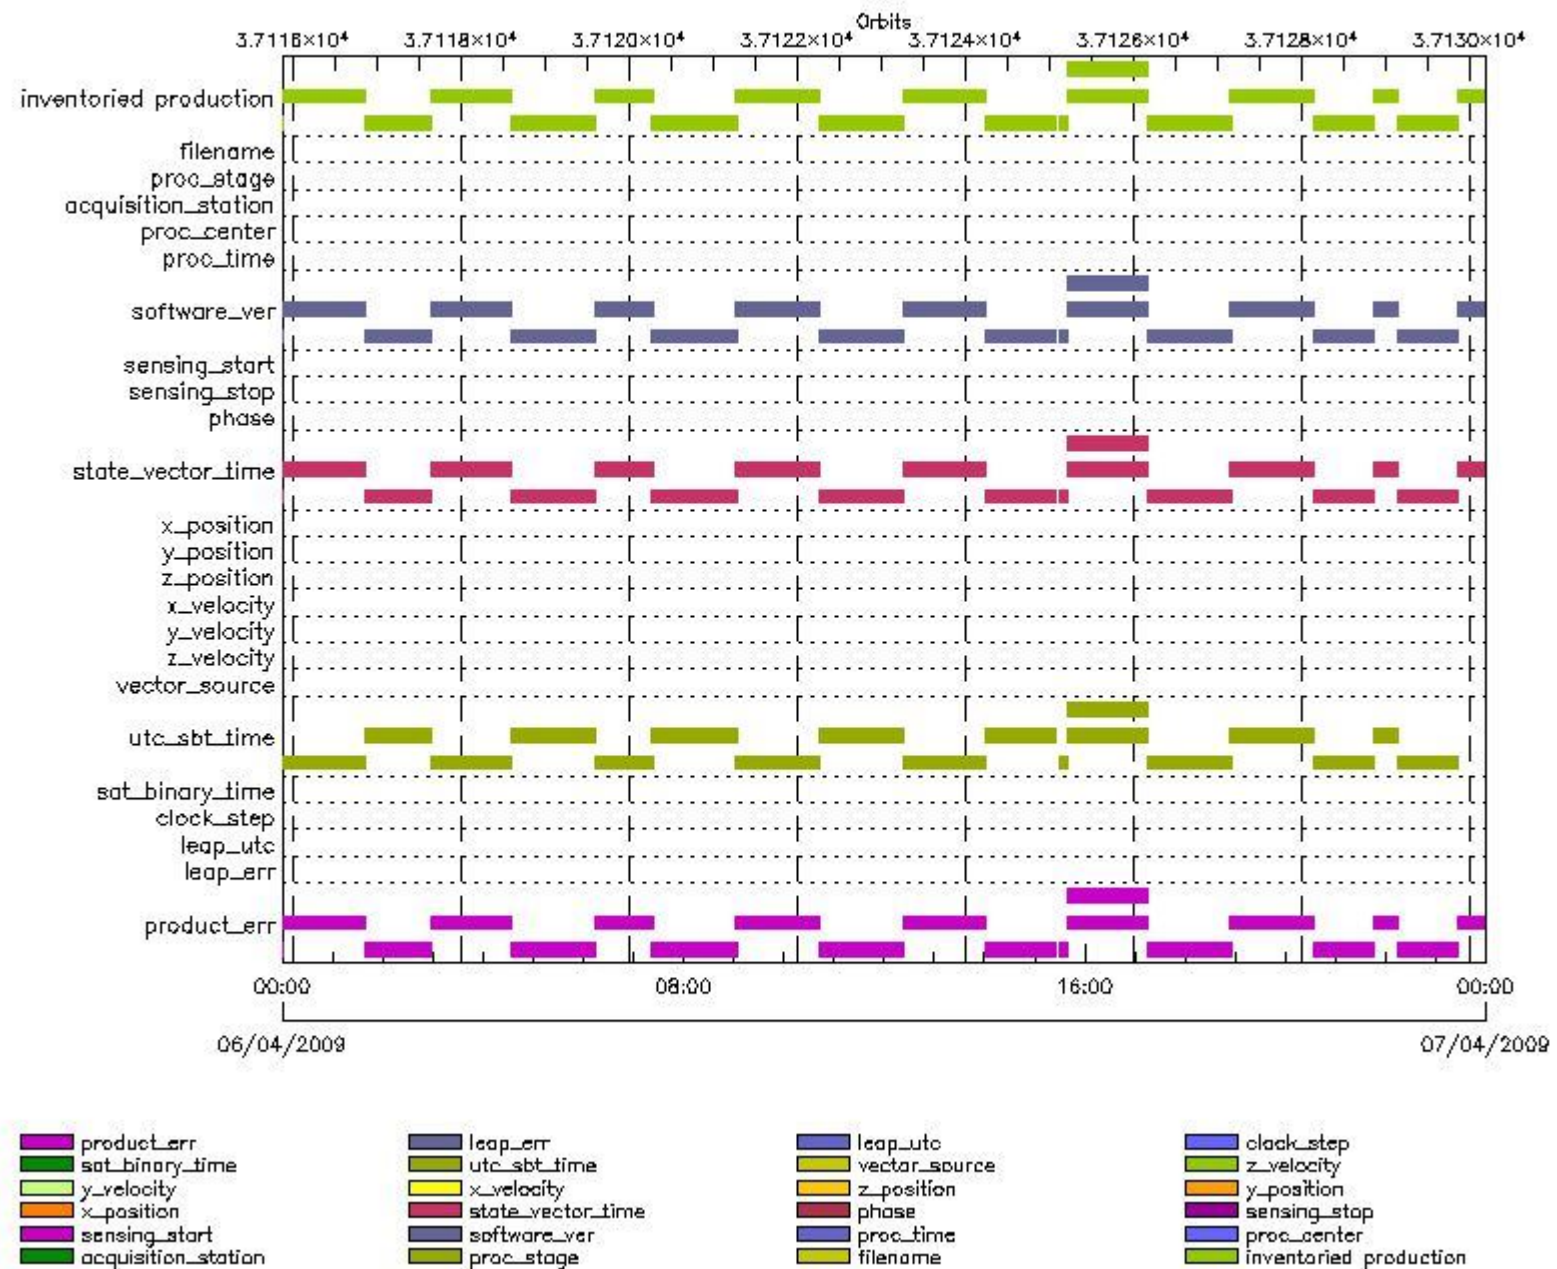 Orbits
3.7116×10⁴ 3.7118×10⁴ 3.7120×10⁴ 3.7122×10⁴ 3.7124×10⁴ 3.7126×10⁴ 3.7128×10⁴ 3.7130×10⁴
inventoried production
filename
proc_stage
acquisition_station
proc_center
proc_time
software_ver
sensing_start
sensing_stop
phase
state_vector_time
x_position
y_position
z_position
x_velocity
y_velocity
z_velocity
vector_source
utc_sbt_time
sat_binary_time
clock_step
leap_utc
leap_err
product_err
00:00 08:00 16:00 00:00
06/04/2009 07/04/2009
product_err leap_err leap_utc clock_step
sat_binary_time utc_sbt_time vector_source z_velocity
y_velocity x_velocity z_position y_position
x_position state_vector_time phase sensing_stop
sensing_start software_ver proc_time proc_center
acquisition_station proc_stage filename inventoried production